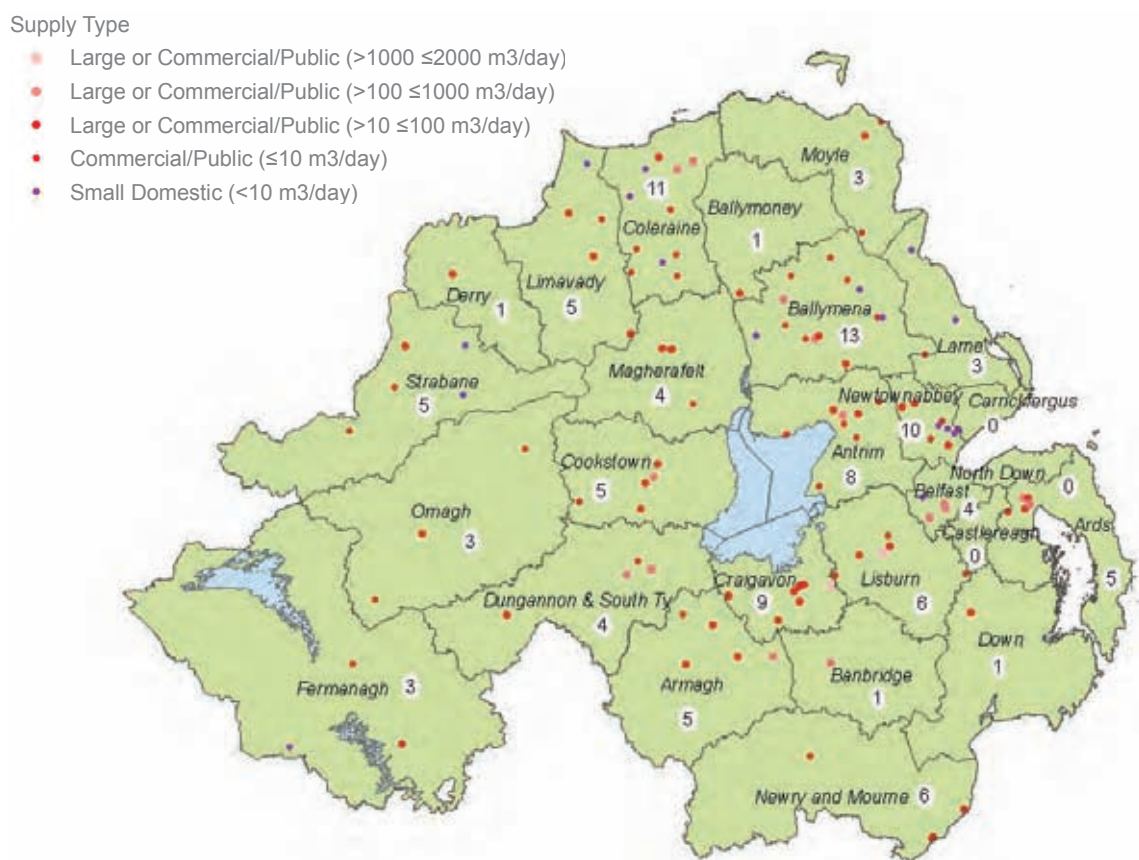 Supply Type
Large or Commercial/Public (>1000 ≤2000 m3/day)
Large or Commercial/Public (>100 ≤1000 m3/day)
Large or Commercial/Public (>10 ≤100 m3/day)
Commercial/Public (≤10 m3/day)
Small Domestic (<10 m3/day)
Moyle
3
11
Coleraine
Ballymoney
1
Limavady
5
Derry
1
Ballymena
13
Larne
3
Magherafelt
4
Strabane
5
Newtownabbey
10
Carrickfergus
0
Antrim
8
Cookstown
5
North Down
0
Belfast
4
Castlereagh
0
Ards
5
Omagh
3
Craigavon
9
Lisburn
6
Dungannon & South Ty
4
Down
1
Fermanagh 3
Armagh
5
Banbridge
1
Newry and Mourne 6